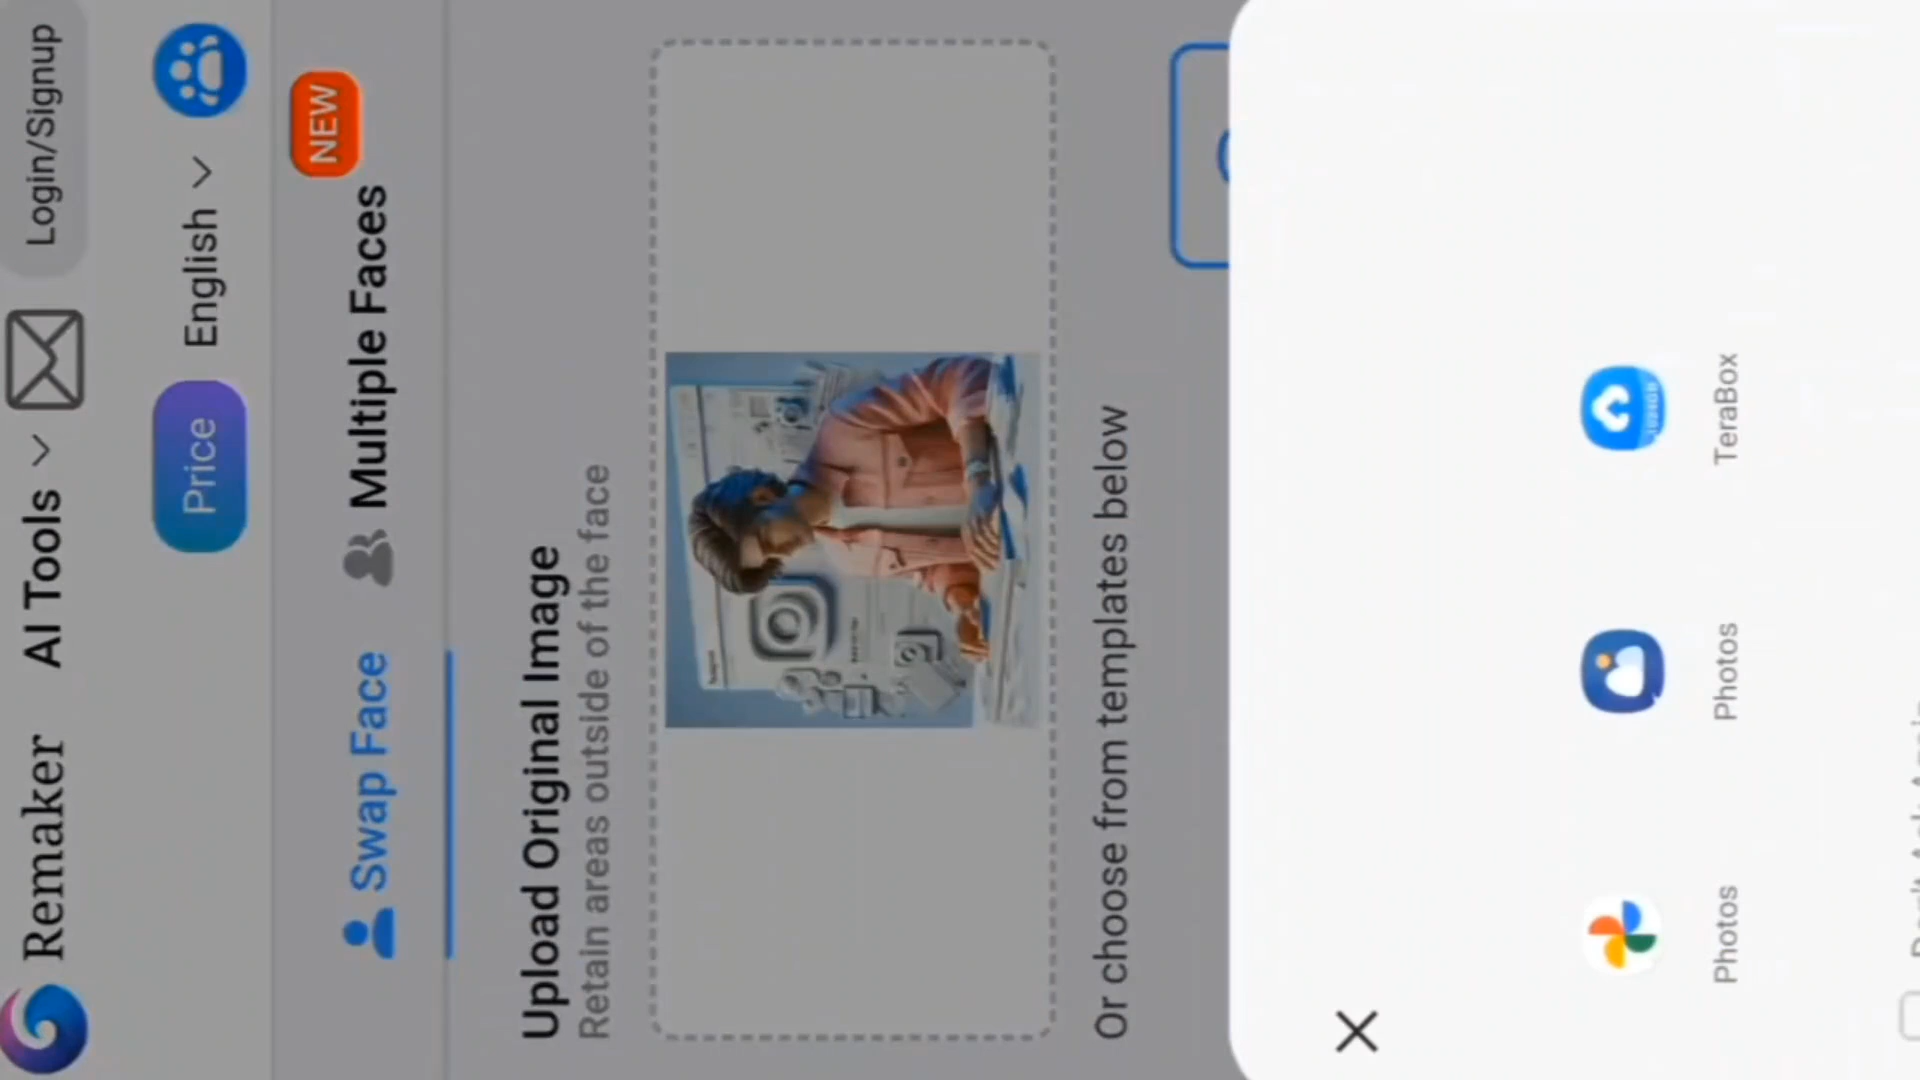 Remaker AI Tools Login/Signup
Price English
Swap Face Multiple Faces NEW
Upload Original Image
Retain areas outside of the face
Or choose from templates below
Photos Photos TeraBox